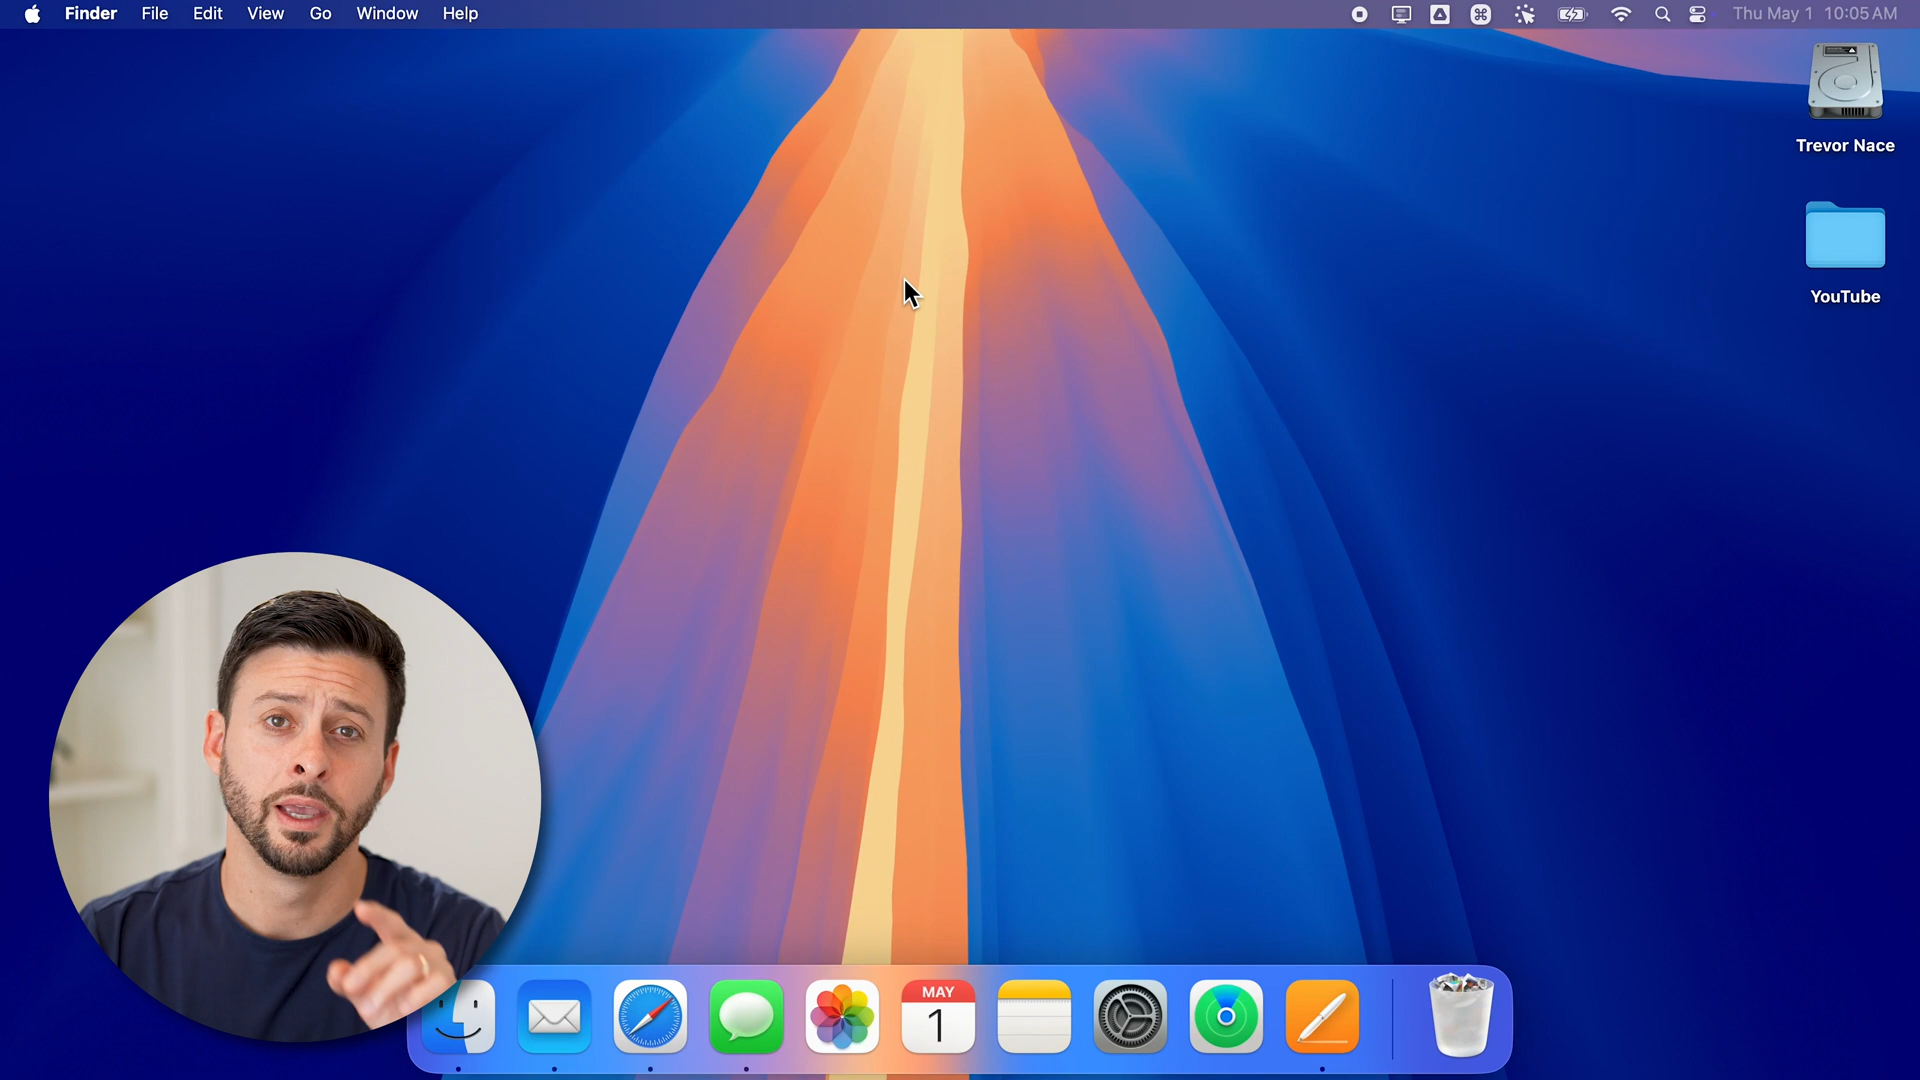 Finder File Edit View Go Window Help Thu May 1 10:05 AM
Trevor Nace
YouTube
MAY
1